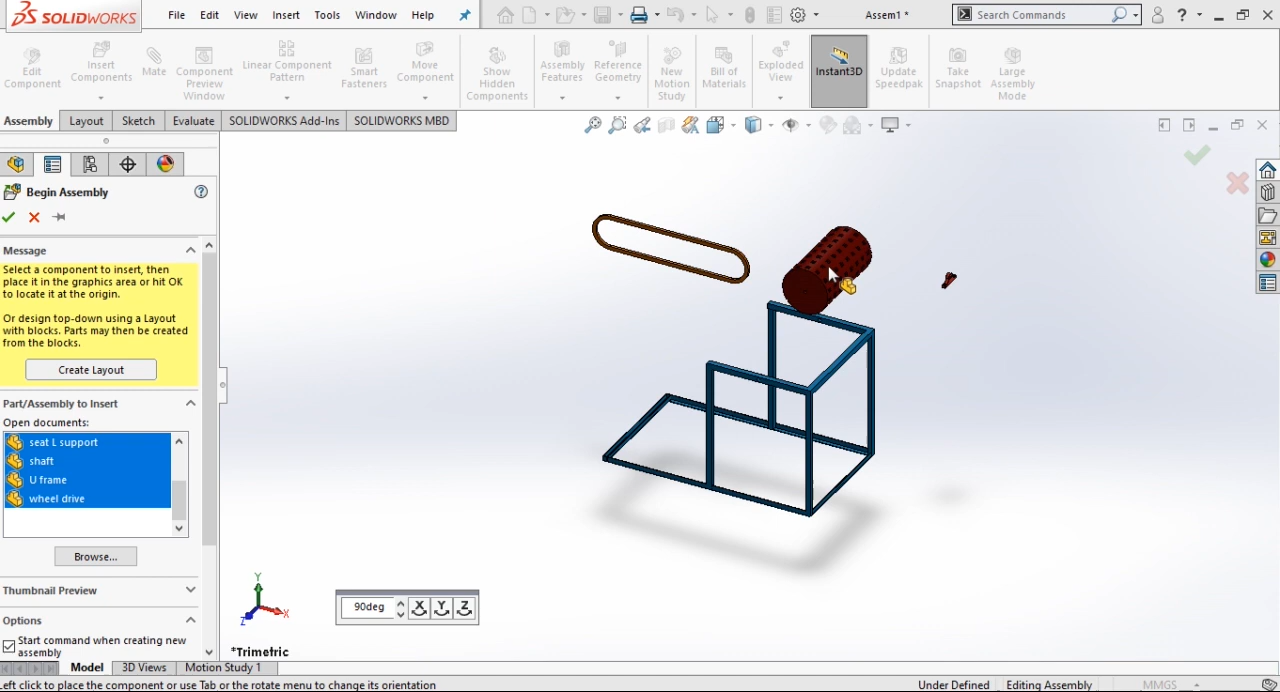 SOLIDWORKS
File Edit View Insert Tools Window Help
Assem1 *
Search Commands
?
Edit Component
Insert Components
Mate
Component Preview Window
Linear Component Pattern
Smart Fasteners
Move Component
Show Hidden Components
Assembly Features
Reference Geometry
New Motion Study
Bill of Materials
Exploded View
Instant3D
Update Speedpak
Take Snapshot
Large Assembly Mode
Assembly Layout Sketch Evaluate SOLIDWORKS Add-Ins SOLIDWORKS MBD
Begin Assembly
?
Message
Select a component to insert, then
place it in the graphics area or hit OK
to locate it at the origin.
Or design top-down using a Layout
with blocks. Parts may then be created
from the blocks.
Create Layout
Part/Assembly to Insert
Open documents:
seat L support
shaft
U frame
wheel drive
Browse...
Thumbnail Preview
Options
Start command when creating new
assembly
Y
X
Z
90deg X Y Z
*Trimetric
Model 3D Views Motion Study 1
Left click to place the component or use Tab or the rotate menu to change its orientation
Under Defined Editing Assembly MMGS